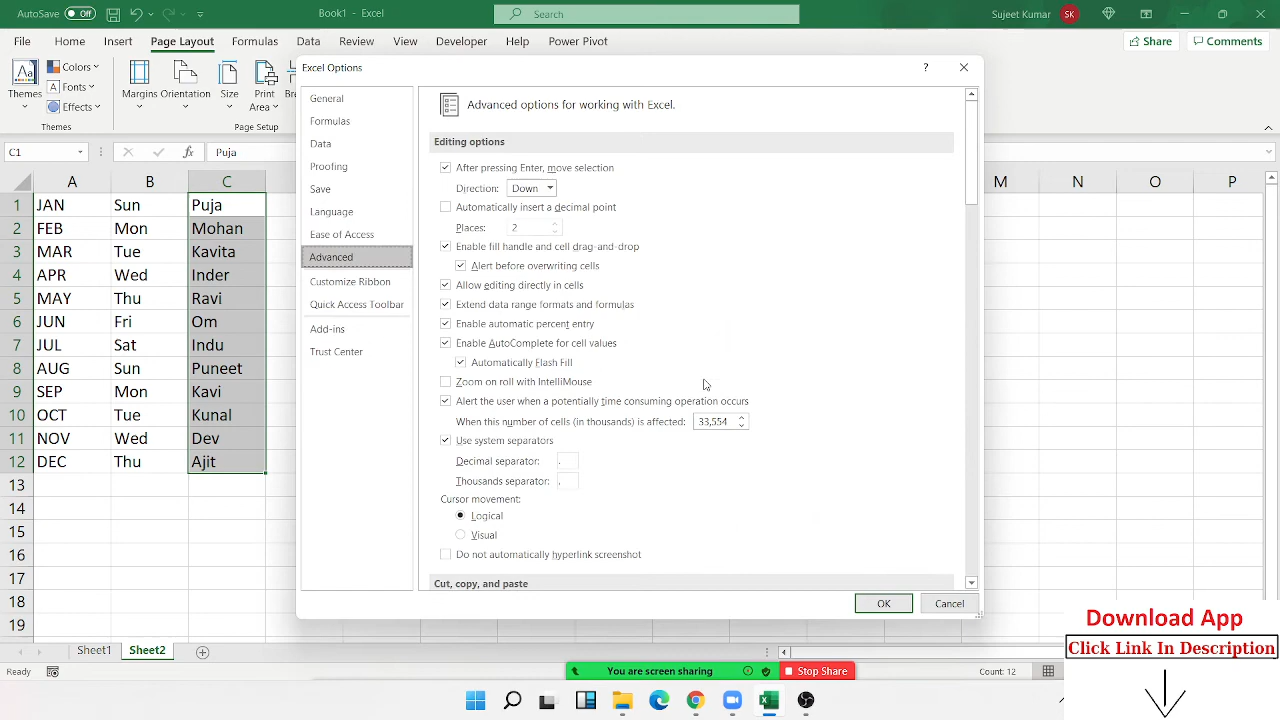 AutoSave Off Book1 - Excel Search Sujeet Kumar SK
File Home Insert Page Layout Formulas Data Review View Developer Help Power Pivot Share Comments
Themes Colors Fonts Effects Margins Orientation Size Print Area
Themes Page Setup
C1 fx Puja
Excel Options ?
General
Formulas
Data
Proofing
Save
Language
Ease of Access
Advanced
Customize Ribbon
Quick Access Toolbar
Add-ins
Trust Center
Advanced options for working with Excel.
Editing options
After pressing Enter, move selection
Direction: Down
Automatically insert a decimal point
Places: 2
Enable fill handle and cell drag-and-drop
Alert before overwriting cells
Allow editing directly in cells
Extend data range formats and formulas
Enable automatic percent entry
Enable AutoComplete for cell values
Automatically Flash Fill
Zoom on roll with IntelliMouse
Alert the user when a potentially time consuming operation occurs
When this number of cells (in thousands) is affected: 33,554
Use system separators
Decimal separator: .
Thousands separator: ,
Cursor movement:
Logical
Visual
Do not automatically hyperlink screenshot
Cut, copy, and paste
OK Cancel
A B C M N O P
1 JAN Sun Puja
2 FEB Mon Mohan
3 MAR Tue Kavita
4 APR Wed Inder
5 MAY Thu Ravi
6 JUN Fri Om
7 JUL Sat Indu
8 AUG Sun Puneet
9 SEP Mon Kavi
10 OCT Tue Kunal
11 NOV Wed Dev
12 DEC Thu Ajit
13
14
15
16
17
18
19
Sheet1 Sheet2
Ready You are screen sharing Stop Share Count: 12
Download App
Click Link In Description